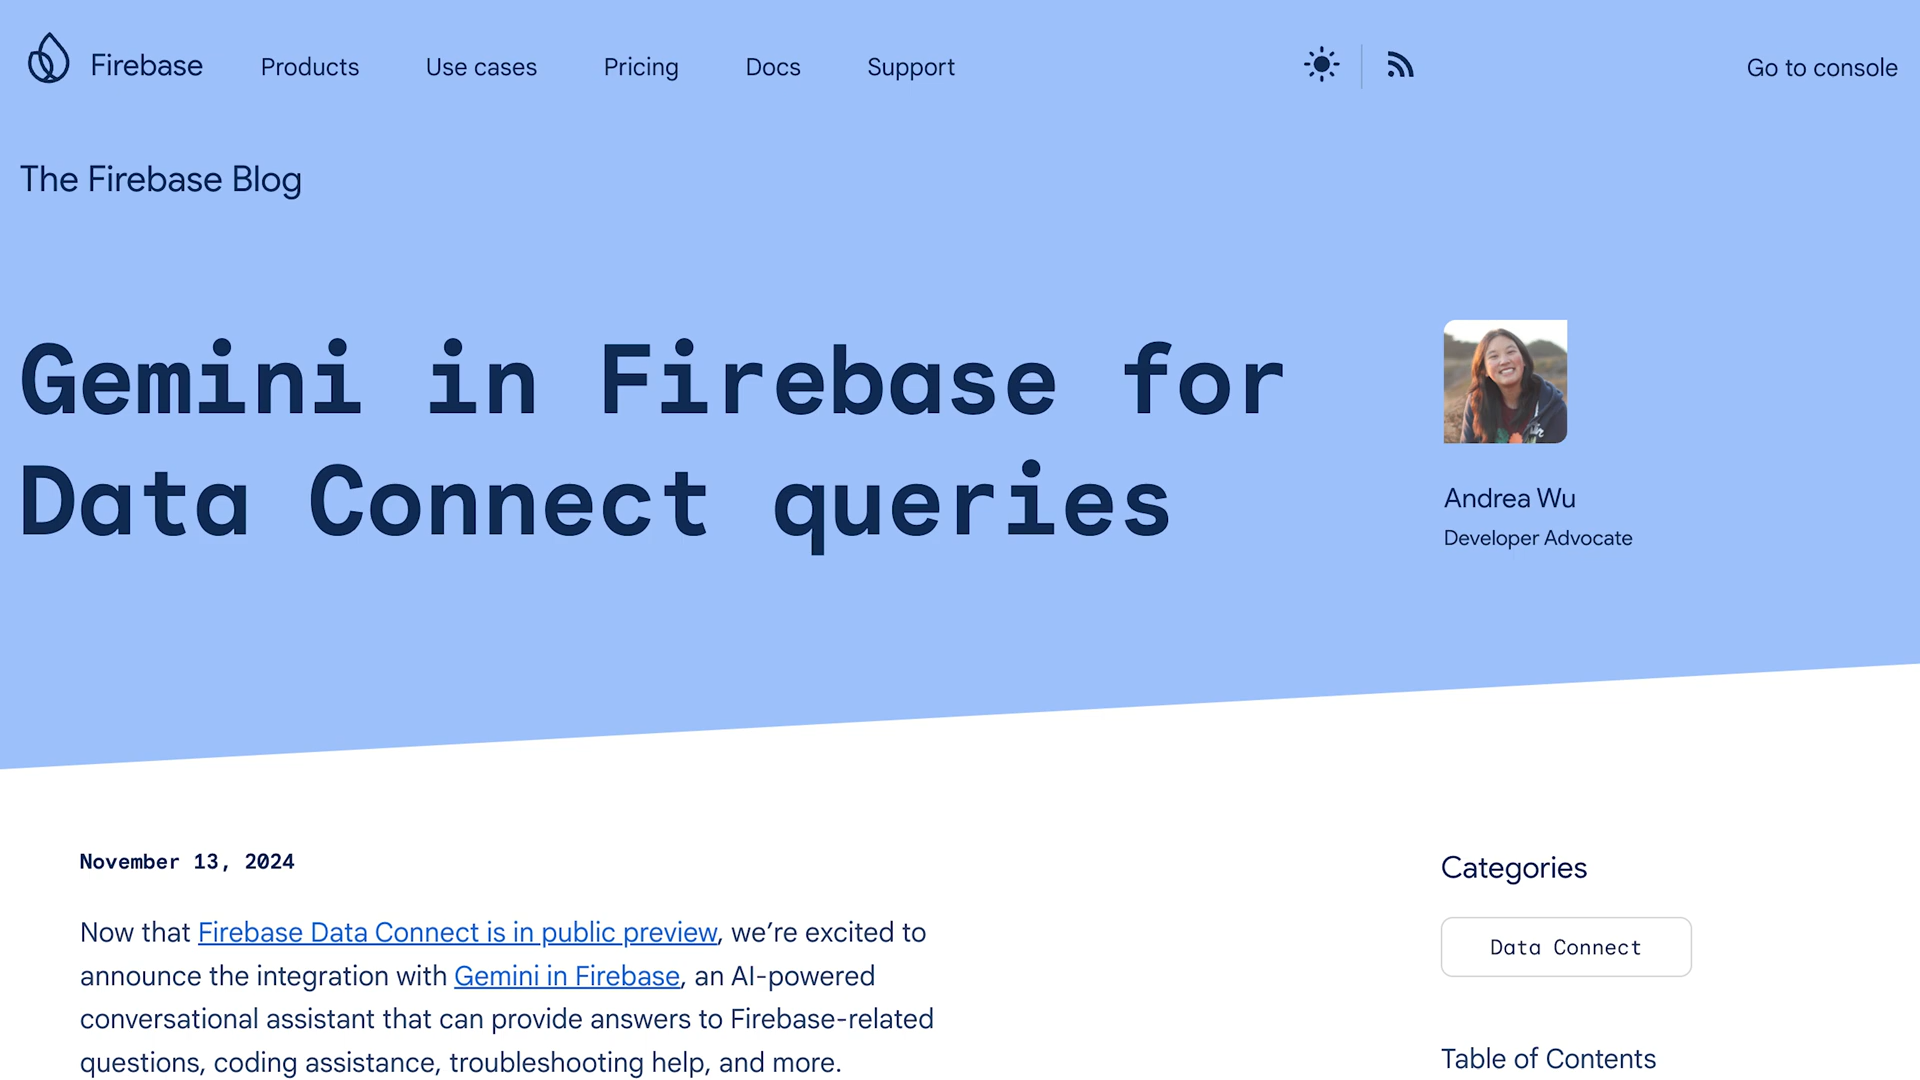 Firebase Products Use cases Pricing Docs Support Go to console
The Firebase Blog
Gemini in Firebase for
Data Connect queries
Andrea Wu
Developer Advocate
November 13, 2024
Now that Firebase Data Connect is in public preview, we’re excited to
announce the integration with Gemini in Firebase, an AI-powered
conversational assistant that can provide answers to Firebase-related
questions, coding assistance, troubleshooting help, and more.
Categories
Data Connect
Table of Contents